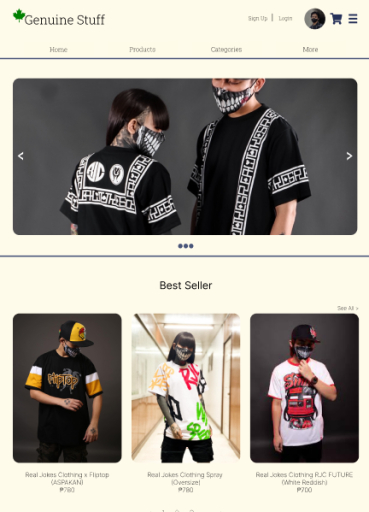 Genuine Stuff
Sign Up | Login
Home Products Categories More
< >
Best Seller
See All >
FLIPTOP
Real Jokes Clothing x Fliptop
(ASPAKAN)
₱780
Real Jokes Clothing Spray
(Oversize)
₱780
Real Jokes Clothing RJC FUTURE
(White Reddish)
₱700